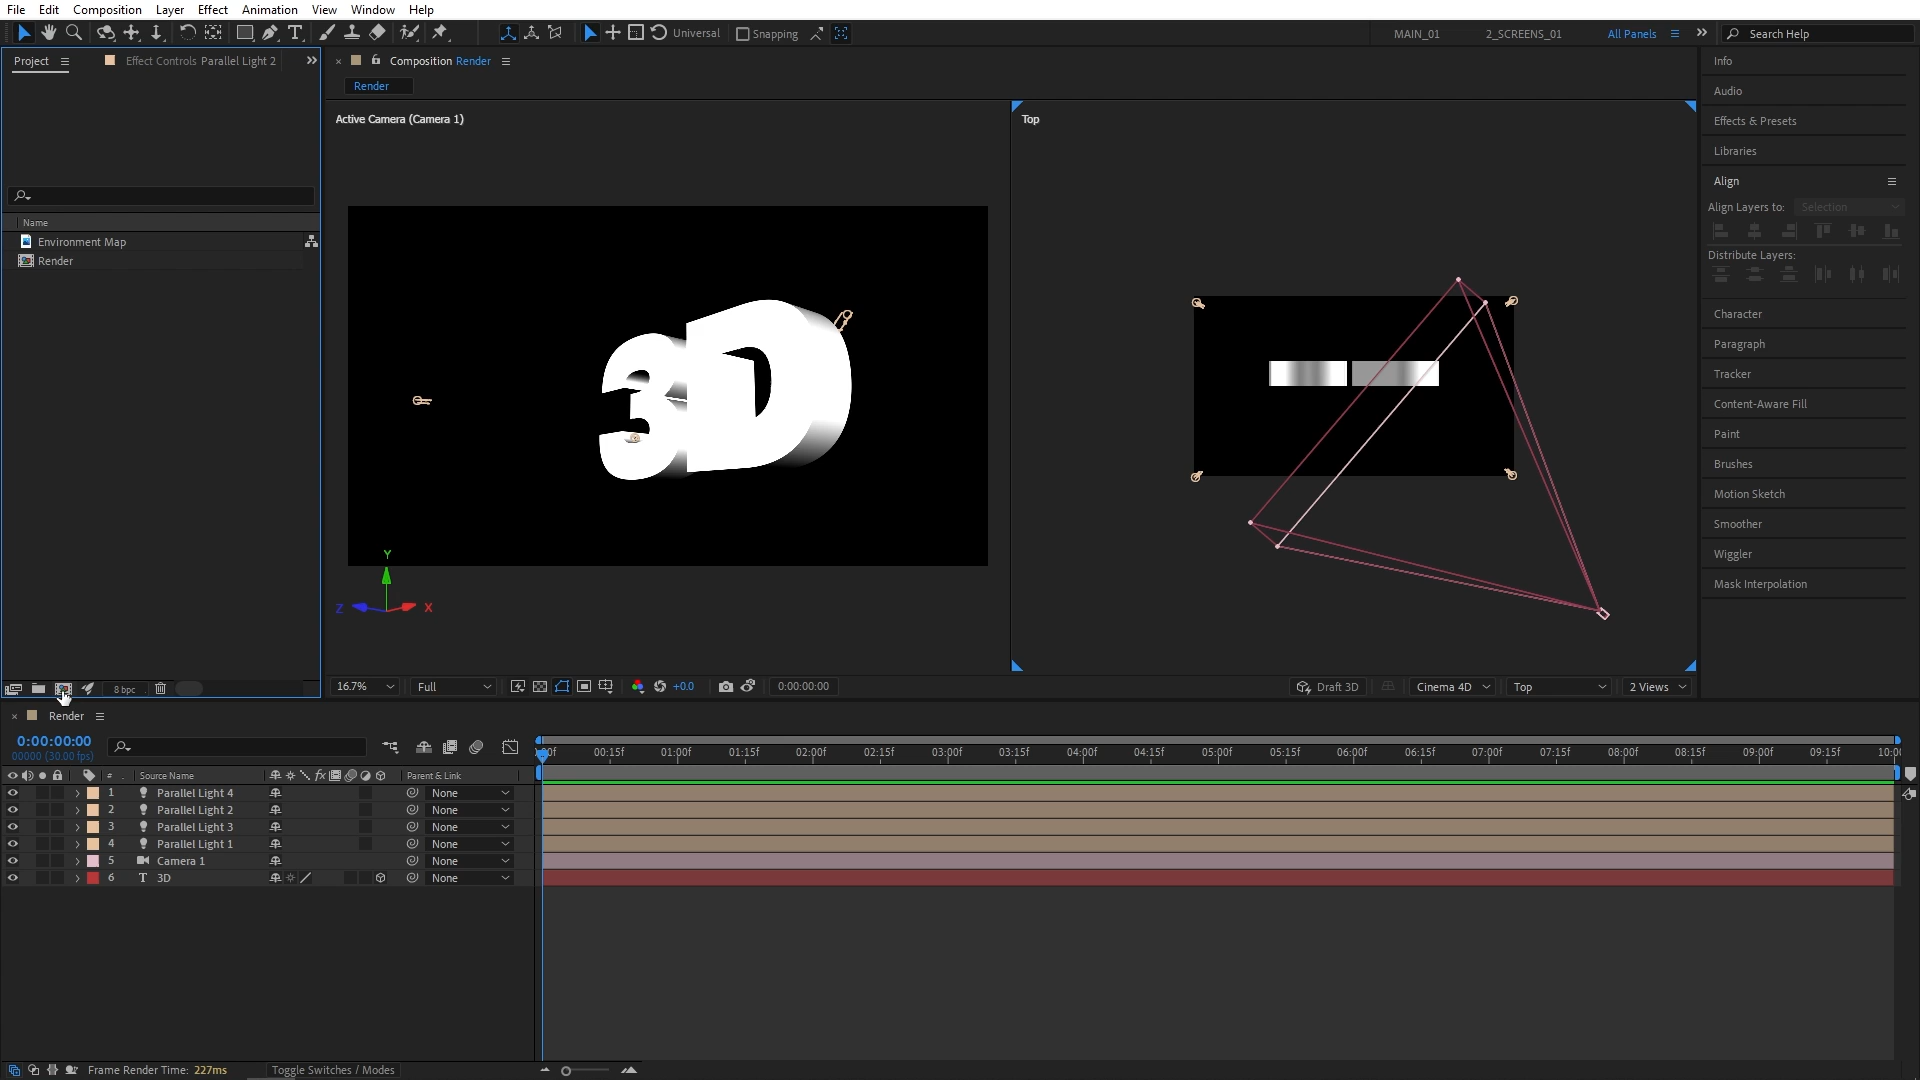 File Edit Composition Layer Effect Animation View Window Help
Universal Snapping MAIN_01 2_SCREENS_01 All Panels Search Help
Project Effect Controls Parallel Light 2 Composition Render Info
Render
Audio
Active Camera (Camera 1) Top
Effects & Presets
Libraries
Align
Align Layers to: Selection
Name
Environment Map
Render
Distribute Layers:
Character
Paragraph
Tracker
Content-Aware Fill
Paint
Brushes
Motion Sketch
Smoother
Wiggler
Mask Interpolation
3D
Y
Z X
8 bpc 16.7% Full +0.0 0:00:00:00 Draft 3D Cinema 4D Top 2 Views
Render
0:00:00:00
00000 (30.00 fps)
00f 00:15f 01:00f 01:15f 02:00f 02:15f 03:00f 03:15f 04:00f 04:15f 05:00f 05:15f 06:00f 06:15f 07:00f 07:15f 08:00f 08:15f 09:00f 09:15f 10:00
# Source Name fx Parent & Link
1 Parallel Light 4 None
2 Parallel Light 2 None
3 Parallel Light 3 None
4 Parallel Light 1 None
5 Camera 1 None
6 T 3D None
Frame Render Time: 227ms Toggle Switches / Modes